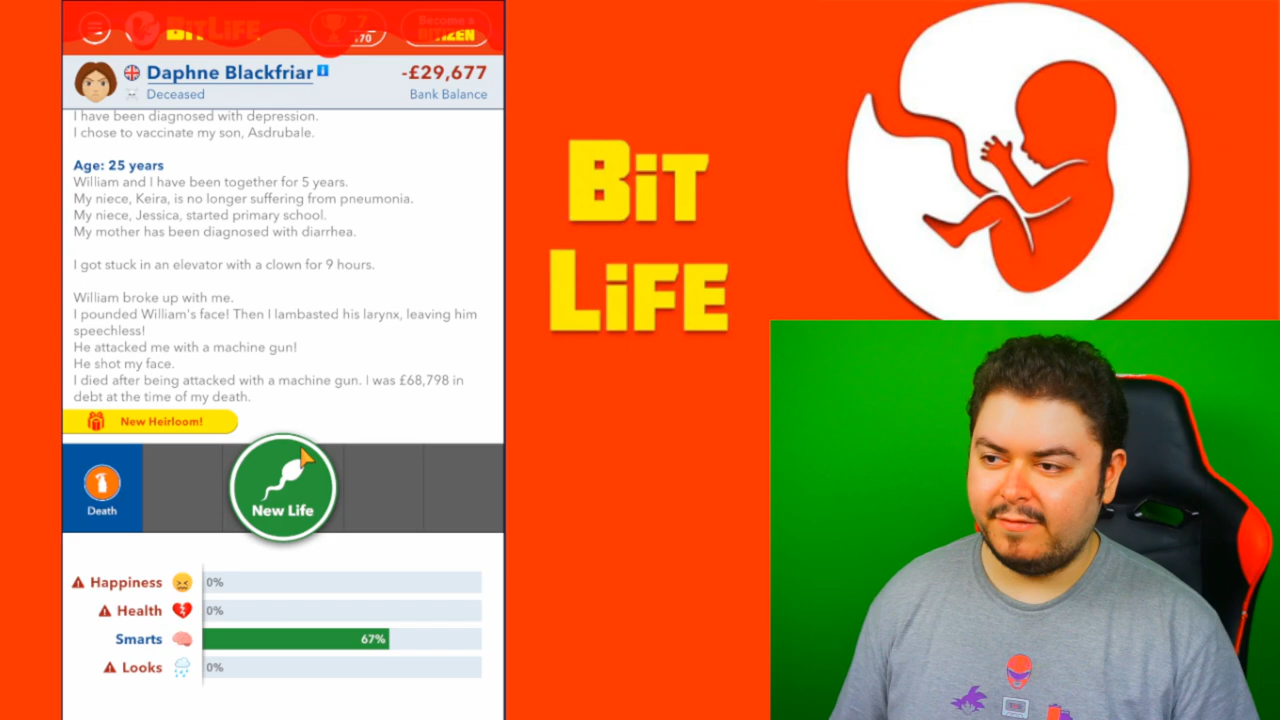 BitLife
7
70
Become a
BITIZEN
Daphne Blackfriar i
-£29,677
Deceased
Bank Balance
I have been diagnosed with depression.
I chose to vaccinate my son, Asdrubale.
Age: 25 years
William and I have been together for 5 years.
My niece, Keira, is no longer suffering from pneumonia.
My niece, Jessica, started primary school.
My mother has been diagnosed with diarrhea.
I got stuck in an elevator with a clown for 9 hours.
William broke up with me.
I pounded William's face! Then I lambasted his larynx, leaving him
speechless!
He attacked me with a machine gun!
He shot my face.
I died after being attacked with a machine gun. I was £68,798 in
debt at the time of my death.
New Heirloom!
Death
New Life
Happiness 0%
Health 0%
Smarts 67%
Looks 0%
BiT
LiFE